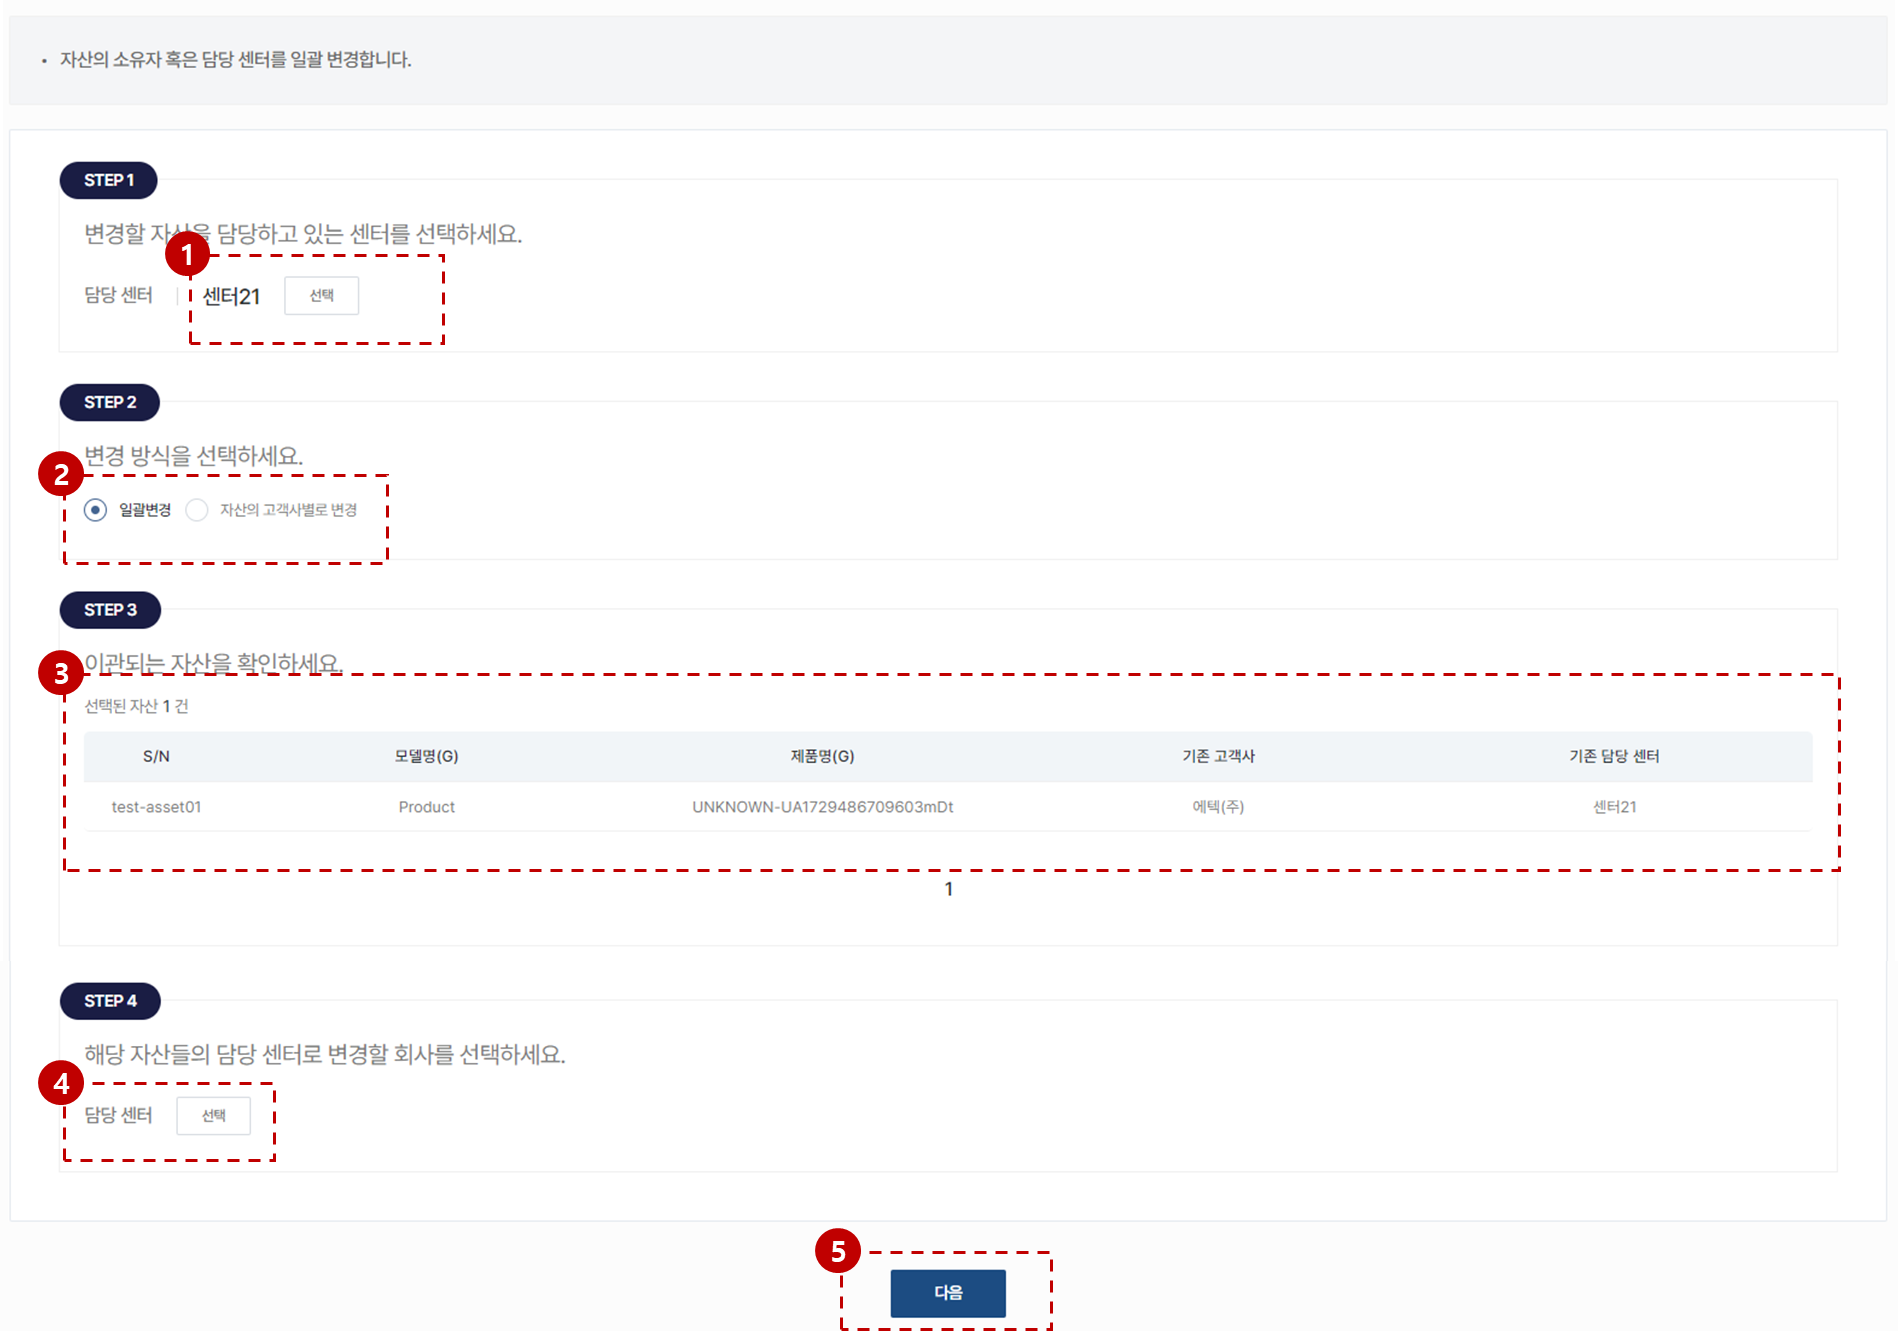 • 자산의 소유자 혹은 담당 센터를 일괄 변경합니다.
STEP 1
변경할 자산을 담당하고 있는 센터를 선택하세요.
1
담당 센터 센터21 선택
STEP 2
변경 방식을 선택하세요.
2
일괄변경 자산의 고객사별로 변경
STEP 3
이관되는 자산을 확인하세요.
3
선택된 자산 1 건
S/N 모델명(G) 제품명(G) 기존 고객사 기존 담당 센터
test-asset01 Product UNKNOWN-UA1729486709603mDt 에텍(주) 센터21
1
STEP 4
해당 자산들의 담당 센터로 변경할 회사를 선택하세요.
4
담당 센터 선택
5
다음